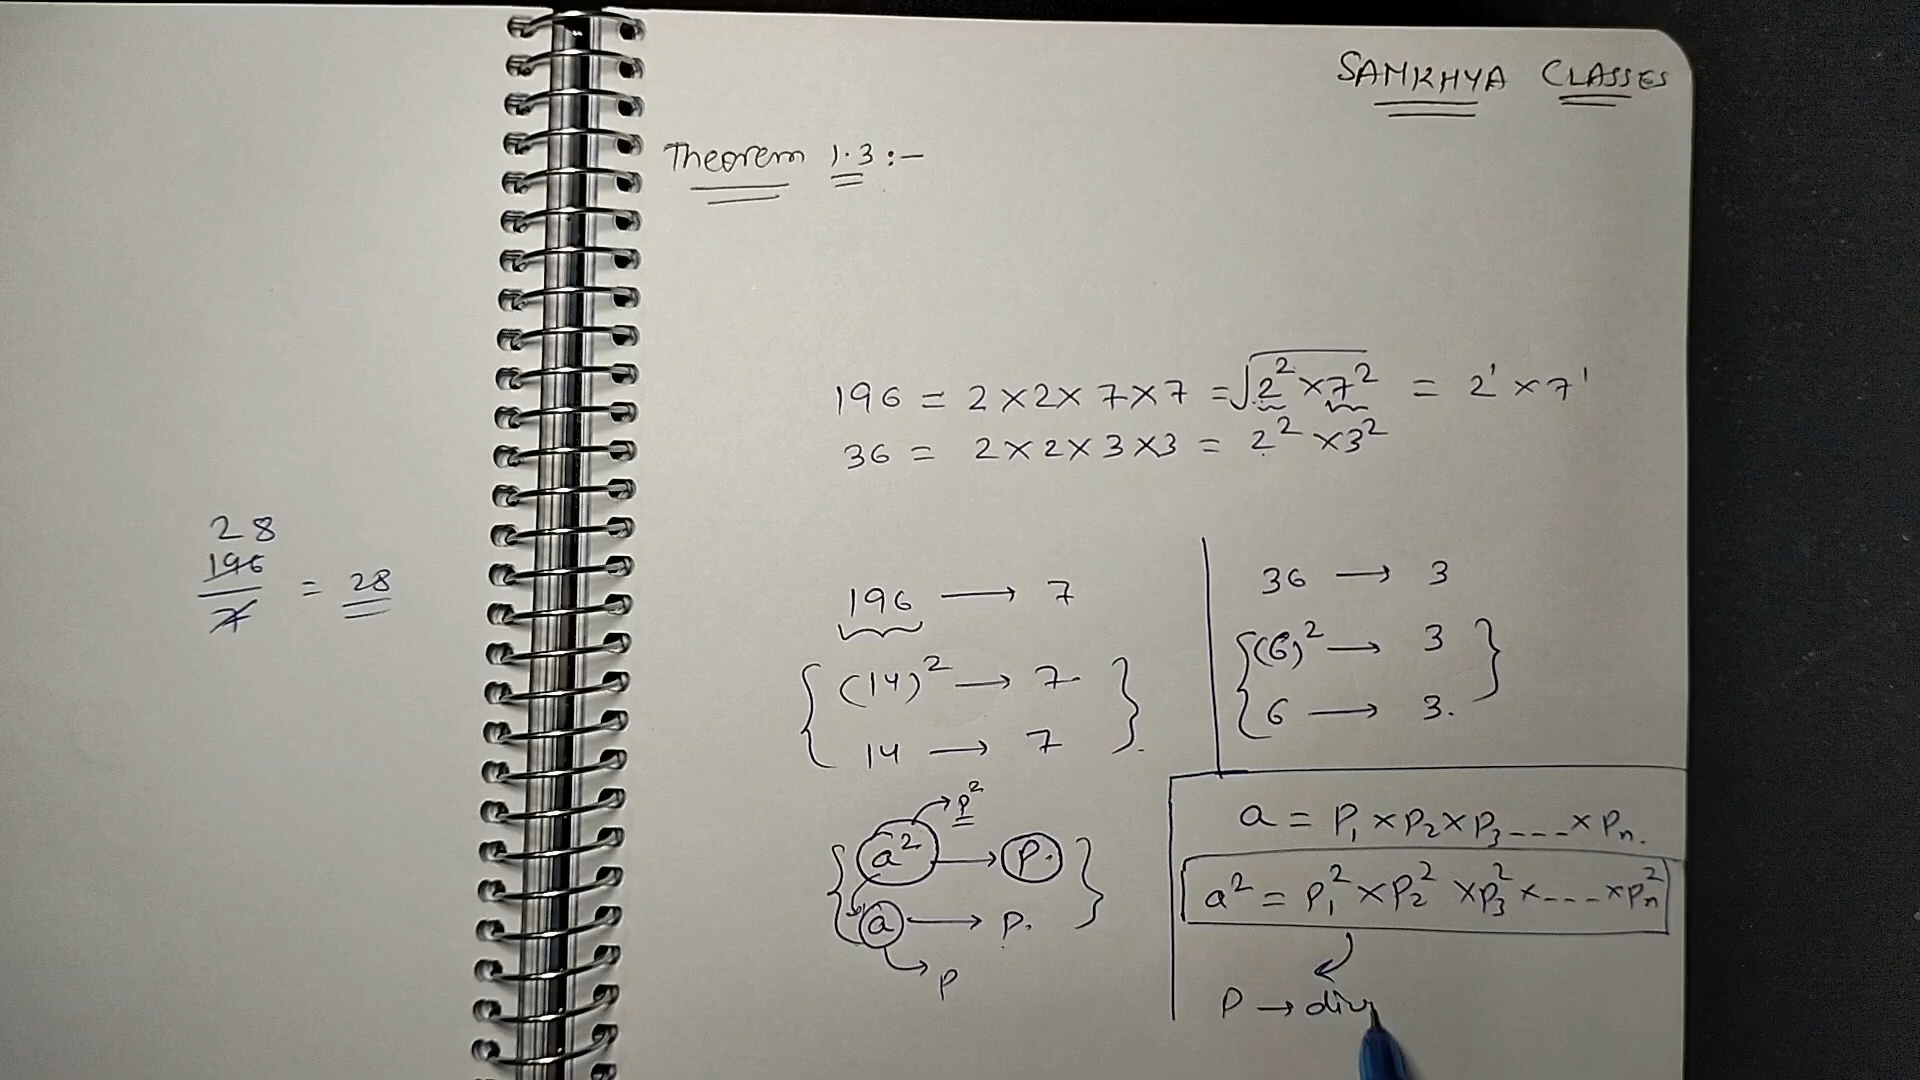 SAMKHYA CLASSES
Theorem 1.3 :-
196 = 2×2×7×7 = √2²×7² = 2¹×7¹
36 = 2×2×3×3 = 2²×3²
28
196/7 = 28
196 → 7
(14)² → 7
14 → 7
36 → 3
(6)² → 3
6 → 3.
p²
a² → p.
a → p.
p
a = P₁×P₂×P₃---×Pₙ.
a² = P₁²×P₂²×P₃²×----×Pₙ²
P → div